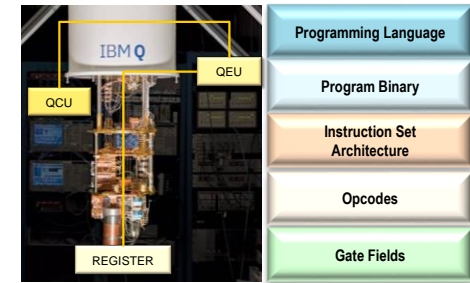 IBM Q
QEU
QCU
REGISTER
Programming Language
Program Binary
Instruction Set
Architecture
Opcodes
Gate Fields